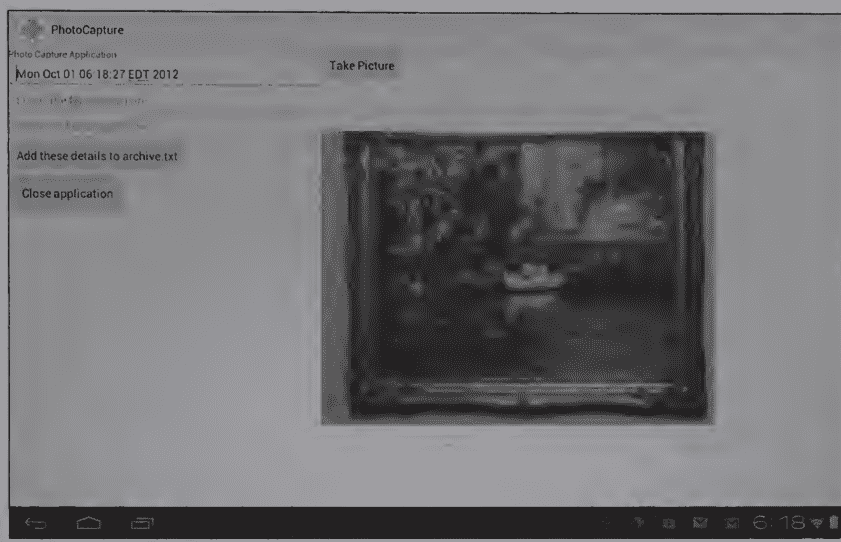 PhotoCapture
Photo Capture Application
Mon Oct 01 06:18:27 EDT 2012
Take Picture
Add these details to archive.txt
Close application
6:18